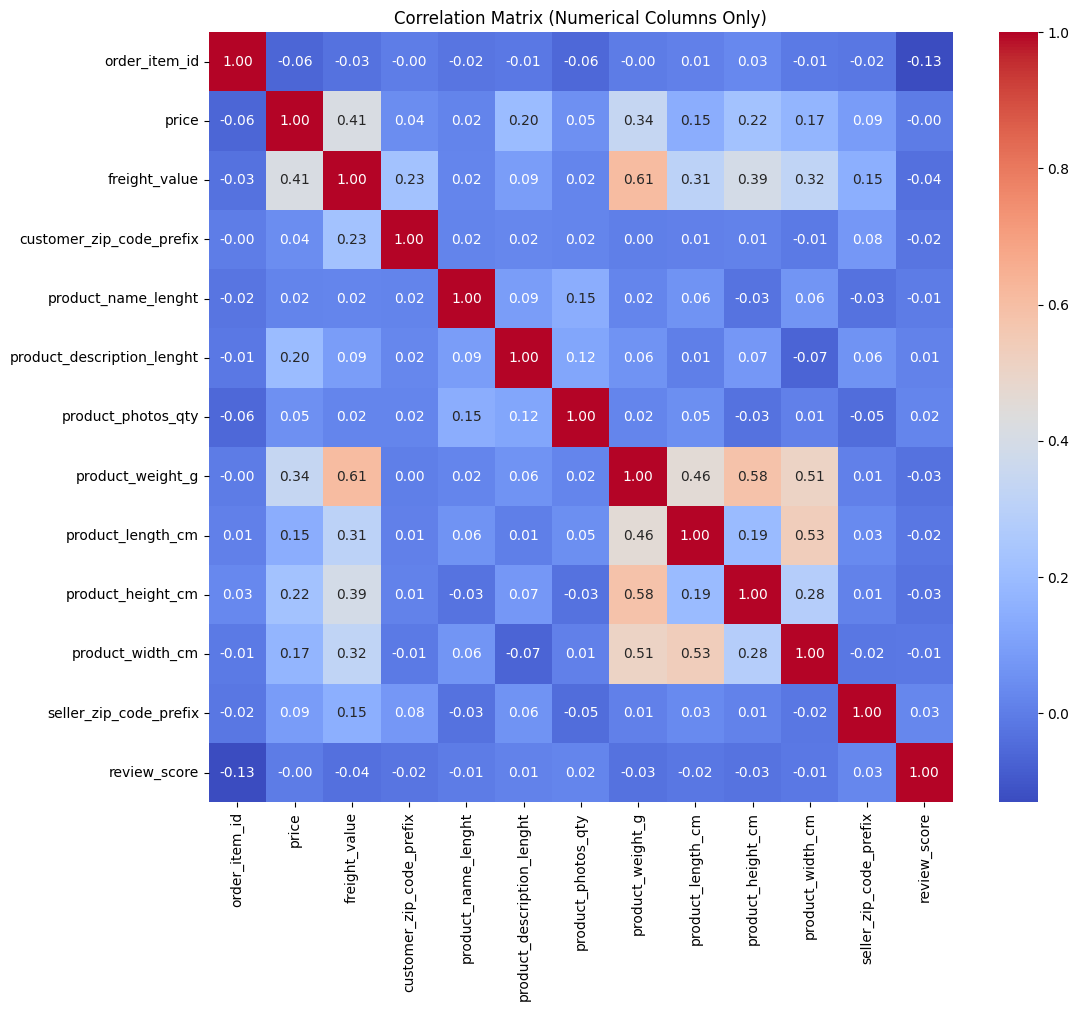 Correlation Matrix (Numerical Columns Only)
order_item_id 1.00 -0.06 -0.03 -0.00 -0.02 -0.01 -0.06 -0.00 0.01 0.03 -0.01 -0.02 -0.13
price -0.06 1.00 0.41 0.04 0.02 0.20 0.05 0.34 0.15 0.22 0.17 0.09 -0.00
freight_value -0.03 0.41 1.00 0.23 0.02 0.09 0.02 0.61 0.31 0.39 0.32 0.15 -0.04
customer_zip_code_prefix -0.00 0.04 0.23 1.00 0.02 0.02 0.02 0.00 0.01 0.01 -0.01 0.08 -0.02
product_name_lenght -0.02 0.02 0.02 0.02 1.00 0.09 0.15 0.02 0.06 -0.03 0.06 -0.03 -0.01
product_description_lenght -0.01 0.20 0.09 0.02 0.09 1.00 0.12 0.06 0.01 0.07 -0.07 0.06 0.01
product_photos_qty -0.06 0.05 0.02 0.02 0.15 0.12 1.00 0.02 0.05 -0.03 0.01 -0.05 0.02
product_weight_g -0.00 0.34 0.61 0.00 0.02 0.06 0.02 1.00 0.46 0.58 0.51 0.01 -0.03
product_length_cm 0.01 0.15 0.31 0.01 0.06 0.01 0.05 0.46 1.00 0.19 0.53 0.03 -0.02
product_height_cm 0.03 0.22 0.39 0.01 -0.03 0.07 -0.03 0.58 0.19 1.00 0.28 0.01 -0.03
product_width_cm -0.01 0.17 0.32 -0.01 0.06 -0.07 0.01 0.51 0.53 0.28 1.00 -0.02 -0.01
seller_zip_code_prefix -0.02 0.09 0.15 0.08 -0.03 0.06 -0.05 0.01 0.03 0.01 -0.02 1.00 0.03
review_score -0.13 -0.00 -0.04 -0.02 -0.01 0.01 0.02 -0.03 -0.02 -0.03 -0.01 0.03 1.00
order_item_id
price
freight_value
customer_zip_code_prefix
product_name_lenght
product_description_lenght
product_photos_qty
product_weight_g
product_length_cm
product_height_cm
product_width_cm
seller_zip_code_prefix
review_score
1.0
0.8
0.6
0.4
0.2
0.0